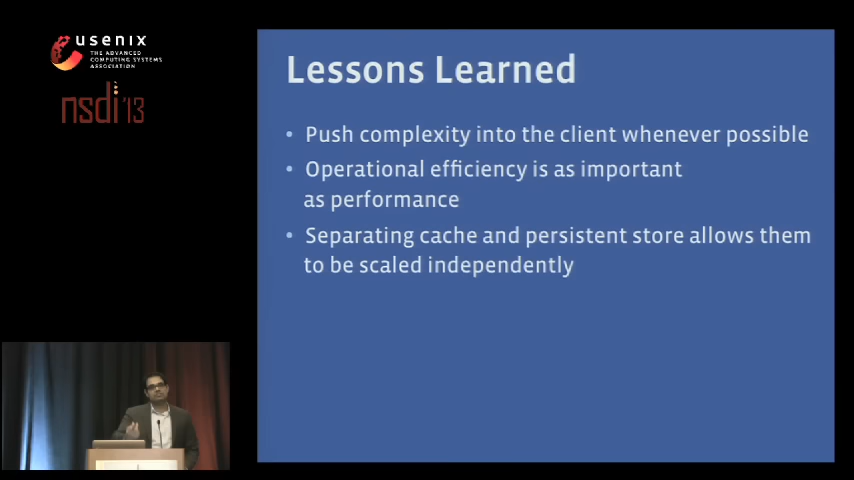 usenix
THE ADVANCED
COMPUTING SYSTEMS
ASSOCIATION
nsdi '13
Lessons Learned
• Push complexity into the client whenever possible
• Operational efficiency is as important
as performance
• Separating cache and persistent store allows them
to be scaled independently